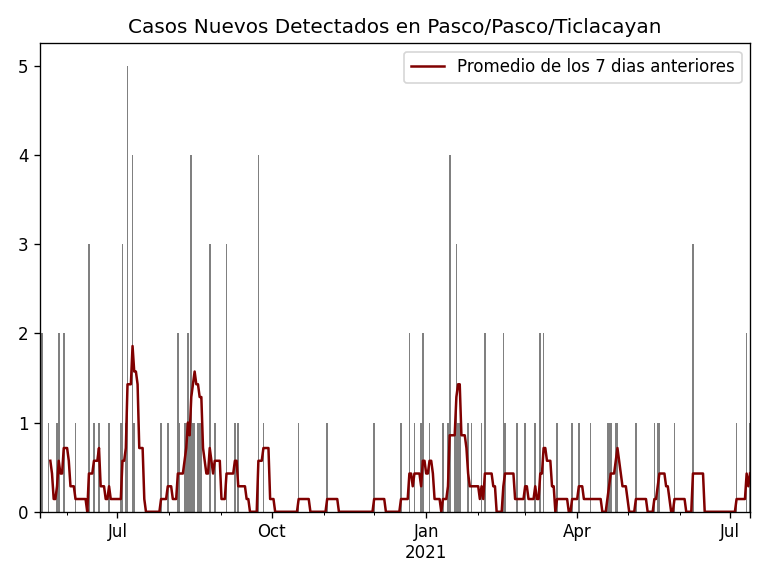 Casos Nuevos Detectados en Pasco/Pasco/Ticlacayan
Promedio de los 7 dias anteriores
5
4
3
2
1
0
Jul
Oct
Jan
2021
Apr
Jul